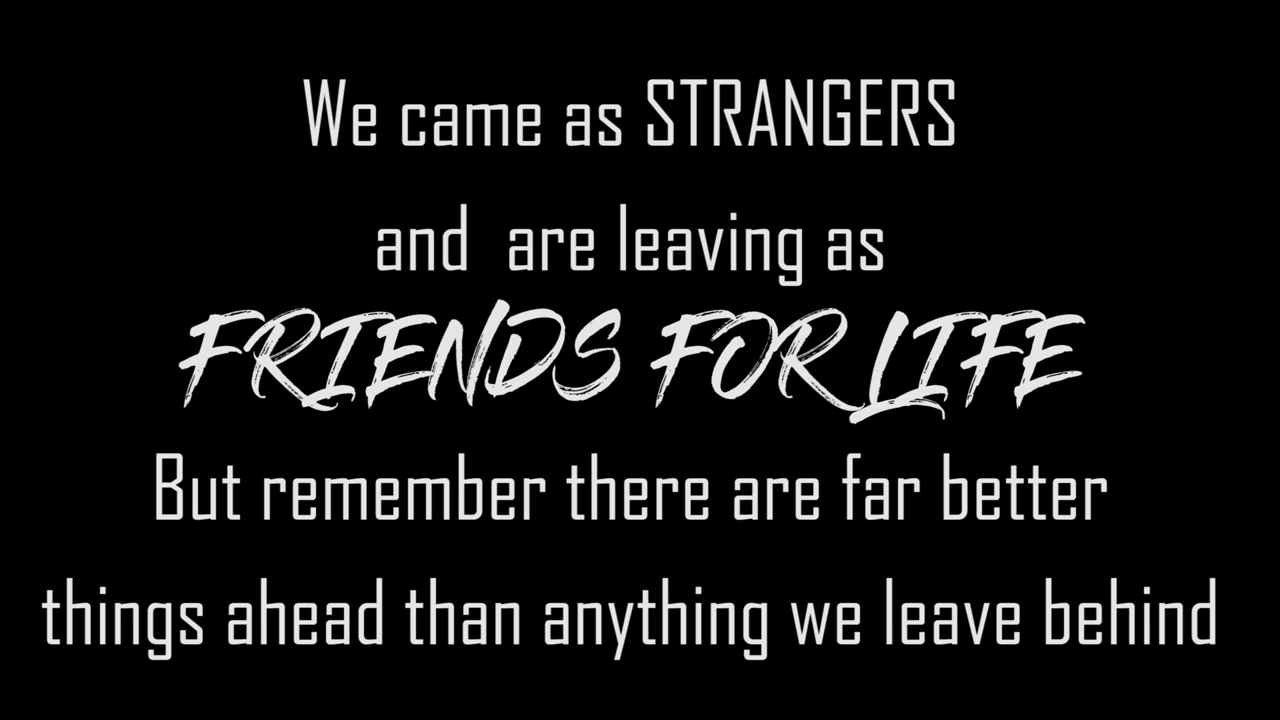 We came as STRANGERS
and are leaving as
FRIENDS FOR LIFE
But remember there are far better
things ahead than anything we leave behind